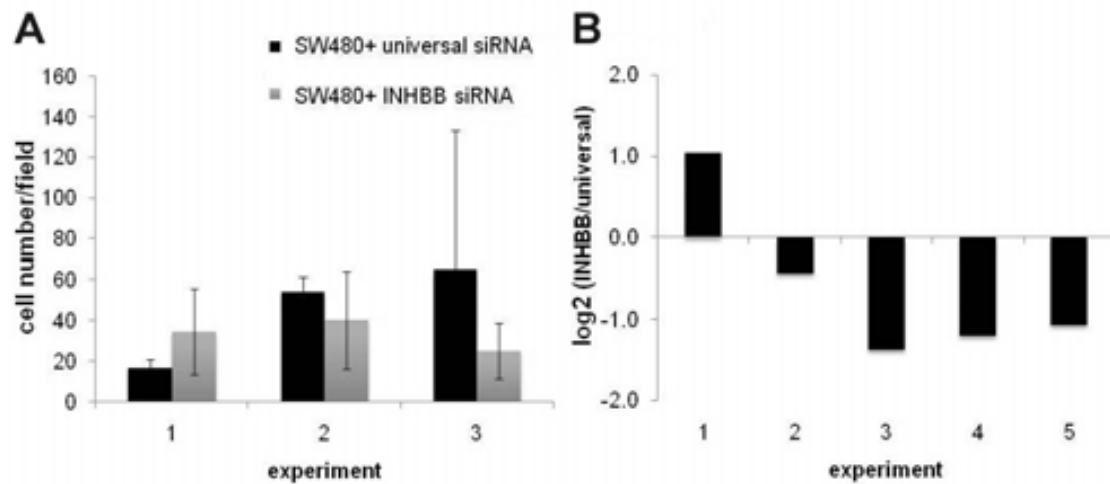 A
SW480+ universal siRNA
SW480+ INHBB siRNA
160
140
120
100
80
60
40
20
0
cell number/field
1 2 3
experiment
B
2.0
1.0
0.0
-1.0
-2.0
log2 (INHBB/universal)
1 2 3 4 5
experiment